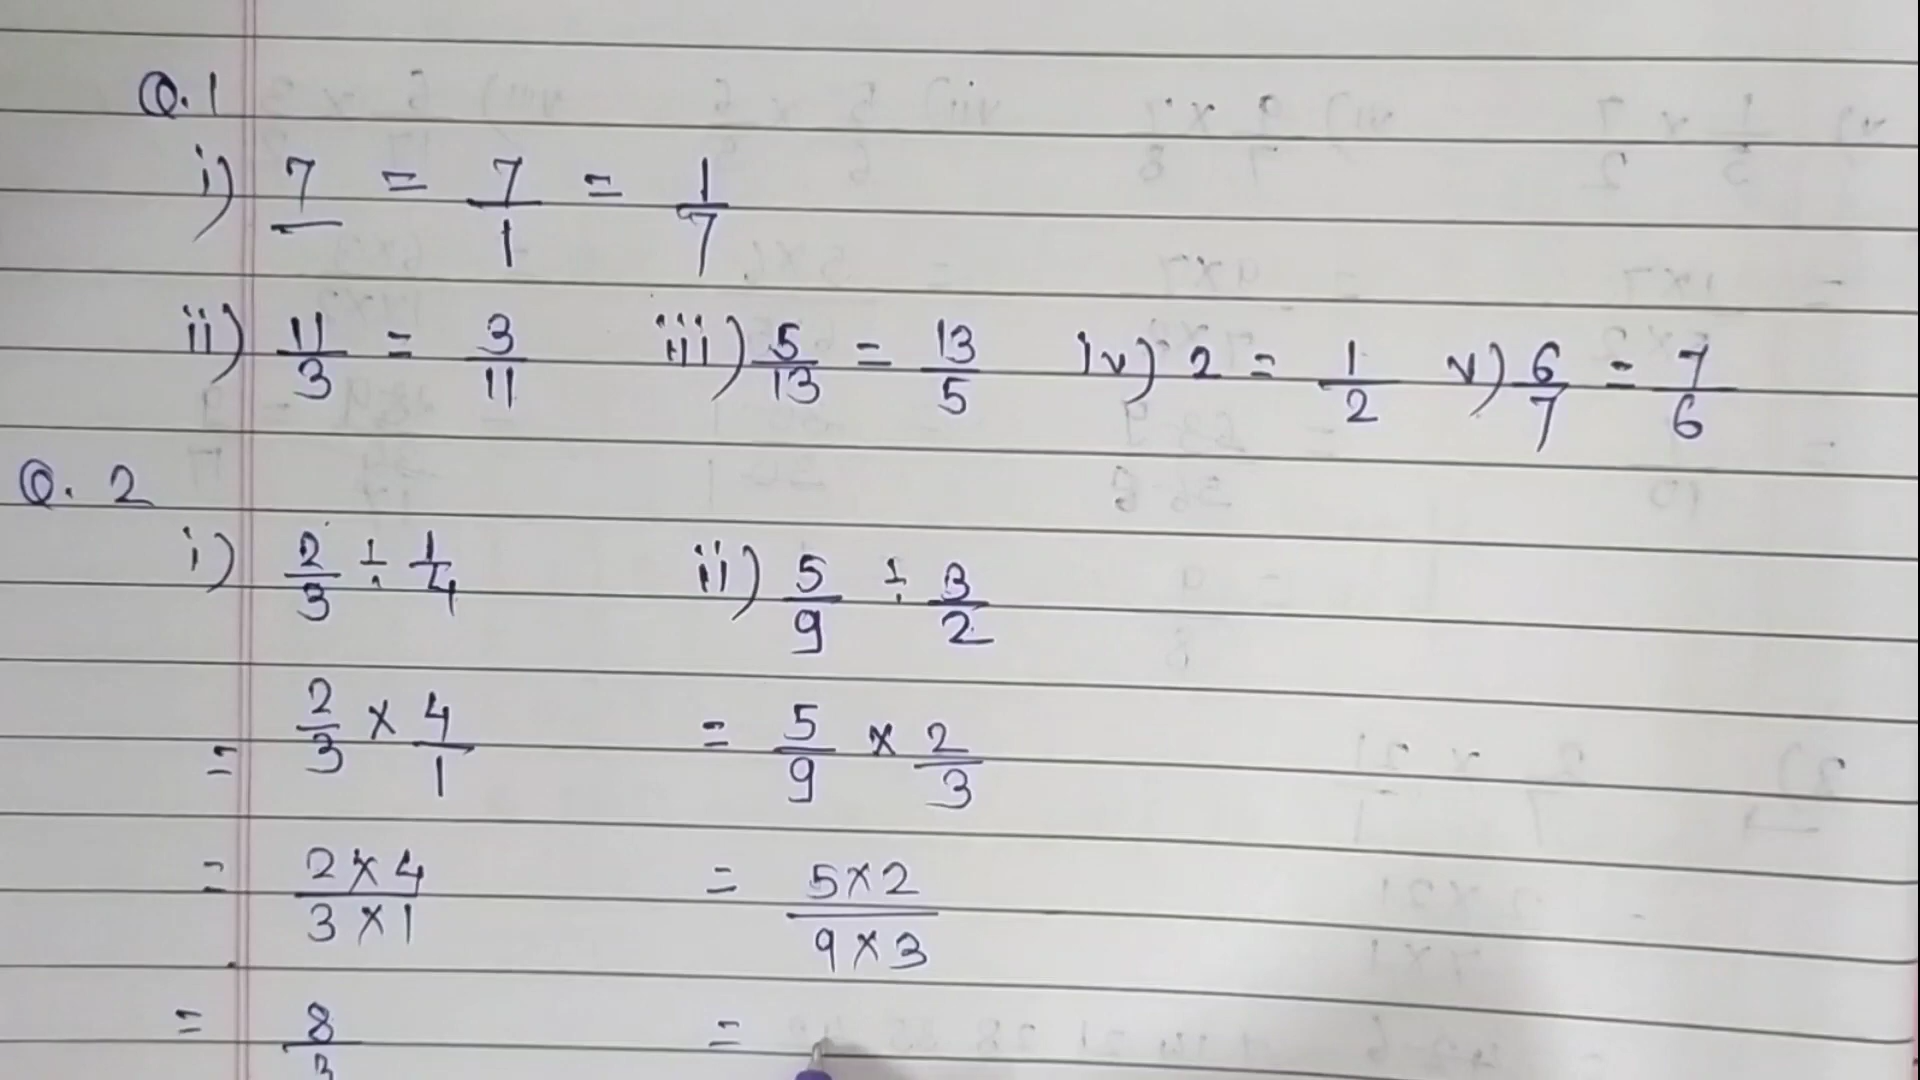 Q.1
i) 7 = 7/1 = 1/7
ii) 11/3 = 3/11 iii) 5/13 = 13/5 iv) 2 = 1/2 v) 6/7 = 7/6
Q. 2
i) 2/3 ÷ 1/4 ii) 5/9 ÷ 3/2
= 2/3 × 4/1 = 5/9 × 2/3
= 2×4/3×1 = 5×2/9×3
= 8/3 =